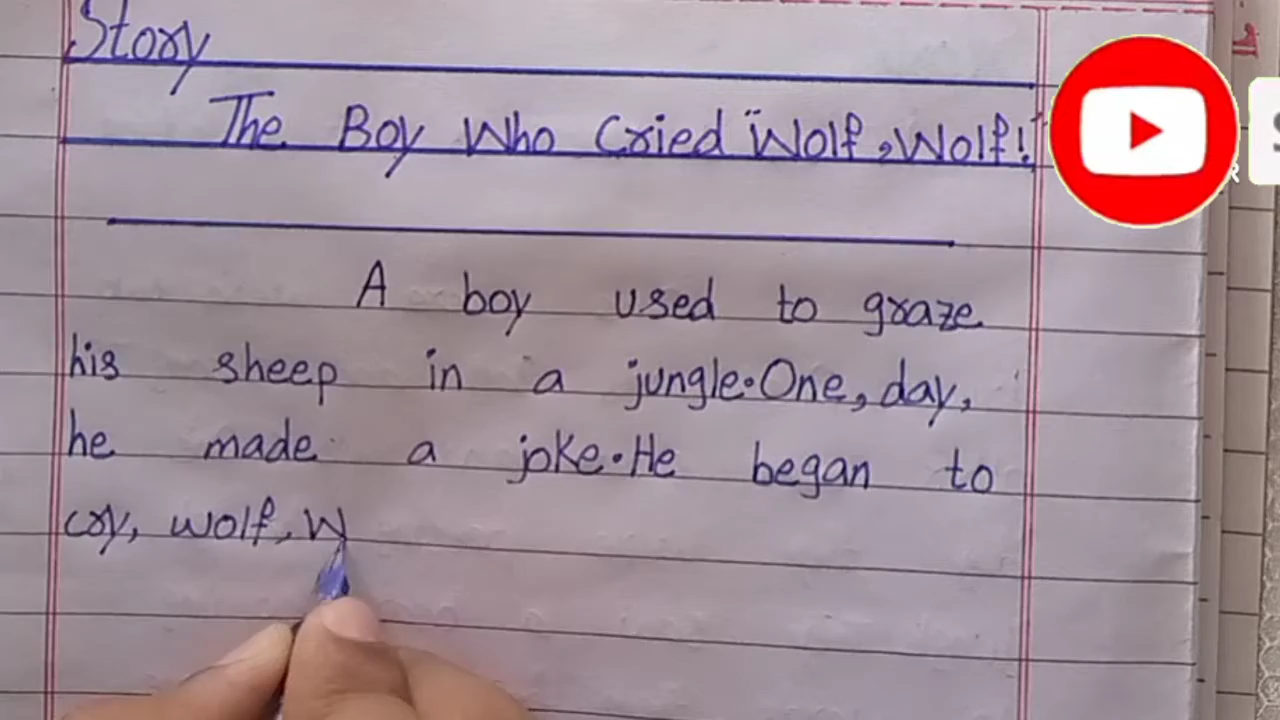 Story
The Boy Who Cried "Wolf, Wolf!"
A boy used to graze
his sheep in a jungle. One, day,
he made a joke. He began to
cry, wolf, W